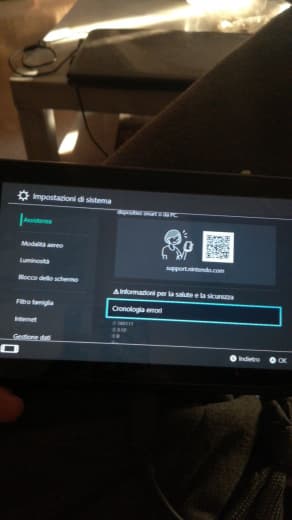 Impostazioni di sistema
Assistenza
Modalità aereo
Luminosità
Blocco dello schermo
Filtro famiglia
Internet
Gestione dati
dispositivo smart o da PC.
support.nintendo.com
Informazioni per la salute e la sicurezza
Cronologia errori
Indietro
OK